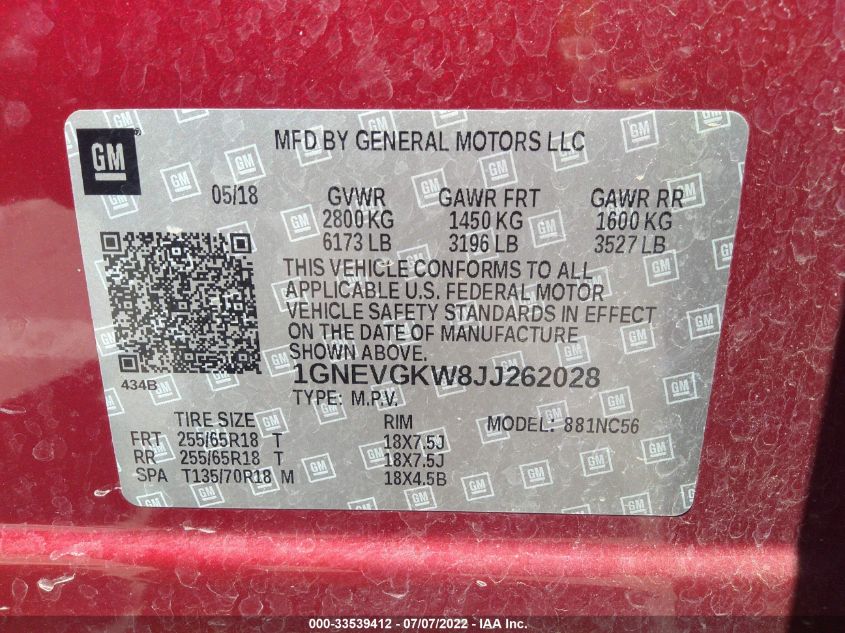 GM
MFD BY GENERAL MOTORS LLC
05/18 GVWR GAWR FRT GAWR RR
2800 KG 1450 KG 1600 KG
6173 LB 3196 LB 3527 LB
THIS VEHICLE CONFORMS TO ALL
APPLICABLE U.S. FEDERAL MOTOR
VEHICLE SAFETY STANDARDS IN EFFECT
ON THE DATE OF MANUFACTURE
SHOWN ABOVE.
434B
1GNEVGKW8JJ262028
TYPE: M.P.V.
TIRE SIZE RIM MODEL: 881NC56
FRT 255/65R18 T 18X7.5J
RR 255/65R18 T 18X7.5J
SPA T135/70R18 M 18X4.5B
000-33539412 - 07/07/2022 - IAAI.com